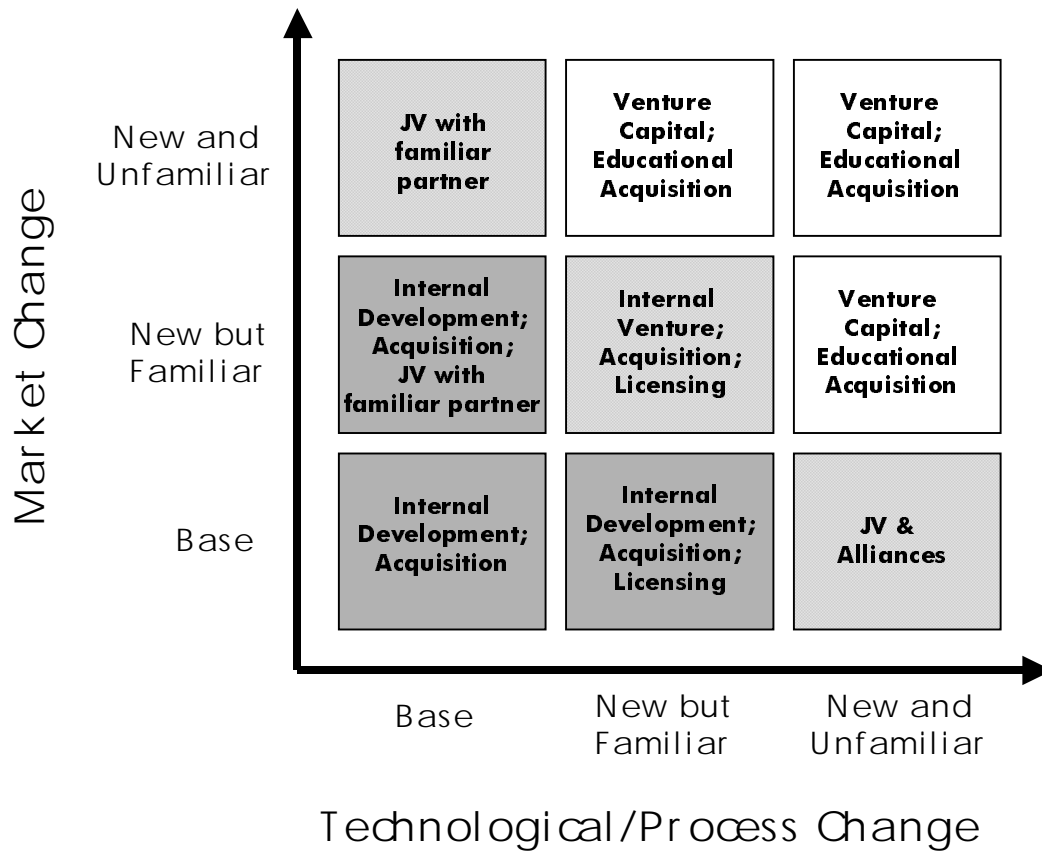 Market Change
New and
Unfamiliar
JV with
familiar
partner
Venture
Capital;
Educational
Acquisition
Venture
Capital;
Educational
Acquisition
New but
Familiar
Internal
Development;
Acquisition;
JV with
familiar partner
Internal
Venture;
Acquisition;
Licensing
Venture
Capital;
Educational
Acquisition
Base
Internal
Development;
Acquisition
Internal
Development;
Acquisition;
Licensing
JV &
Alliances
Base
New but
Familiar
New and
Unfamiliar
Technological/Process Change